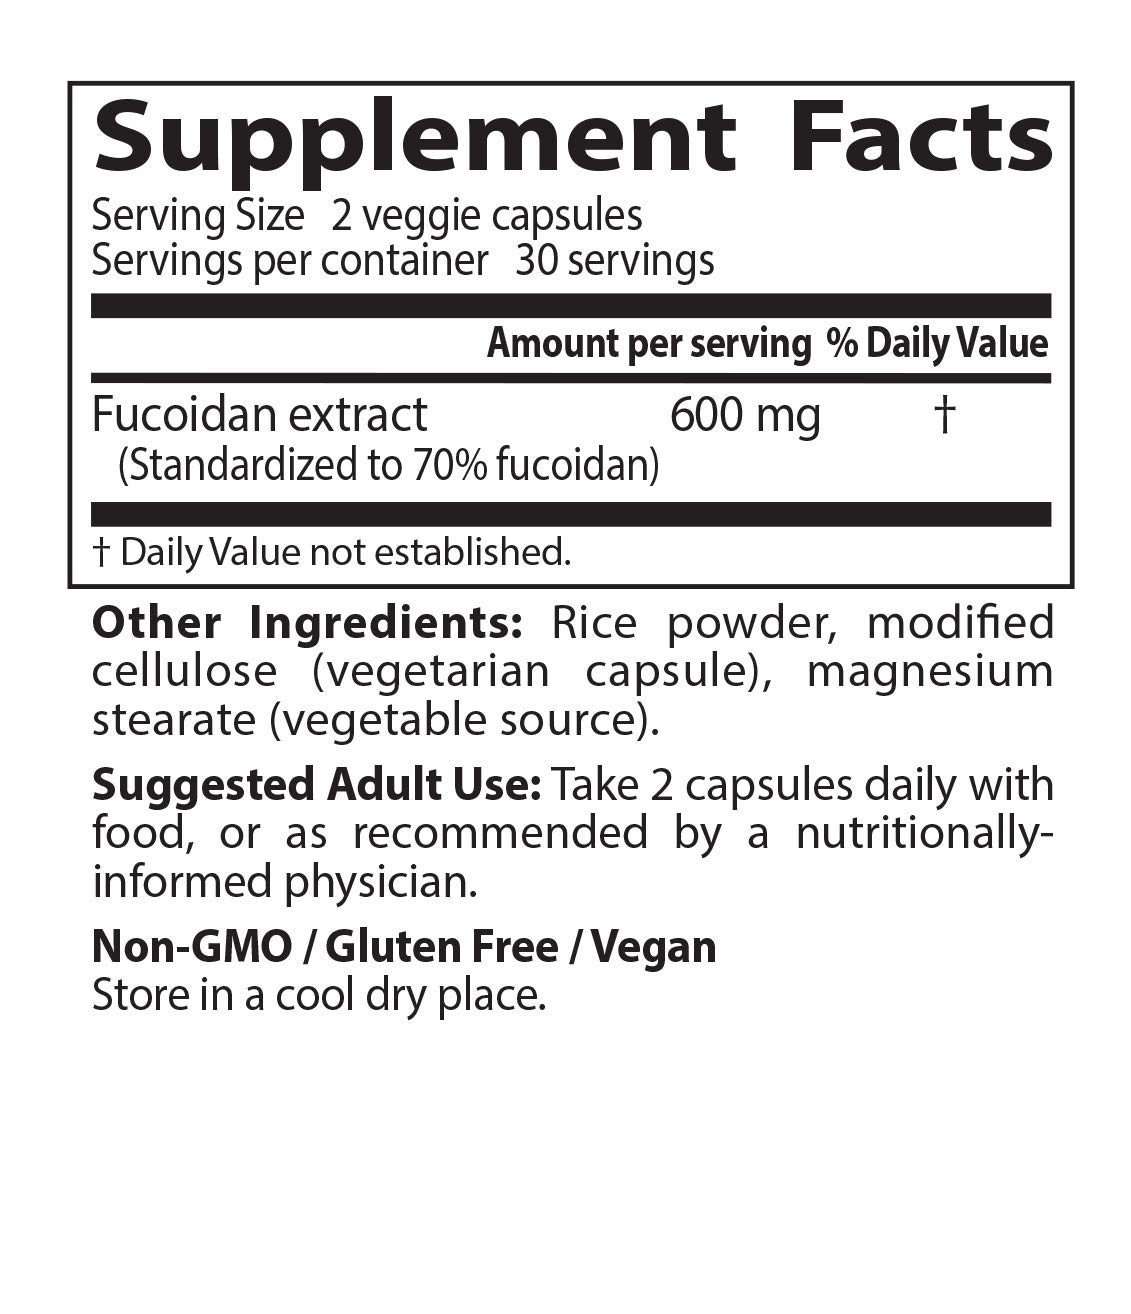 Supplement Facts
Serving Size 2 veggie capsules
Servings per container 30 servings
Amount per serving % Daily Value
Fucoidan extract 600 mg †
(Standardized to 70% fucoidan)
† Daily Value not established.
Other Ingredients: Rice powder, modified
cellulose (vegetarian capsule), magnesium
stearate (vegetable source).
Suggested Adult Use: Take 2 capsules daily with
food, or as recommended by a nutritionally-
informed physician.
Non-GMO / Gluten Free / Vegan
Store in a cool dry place.